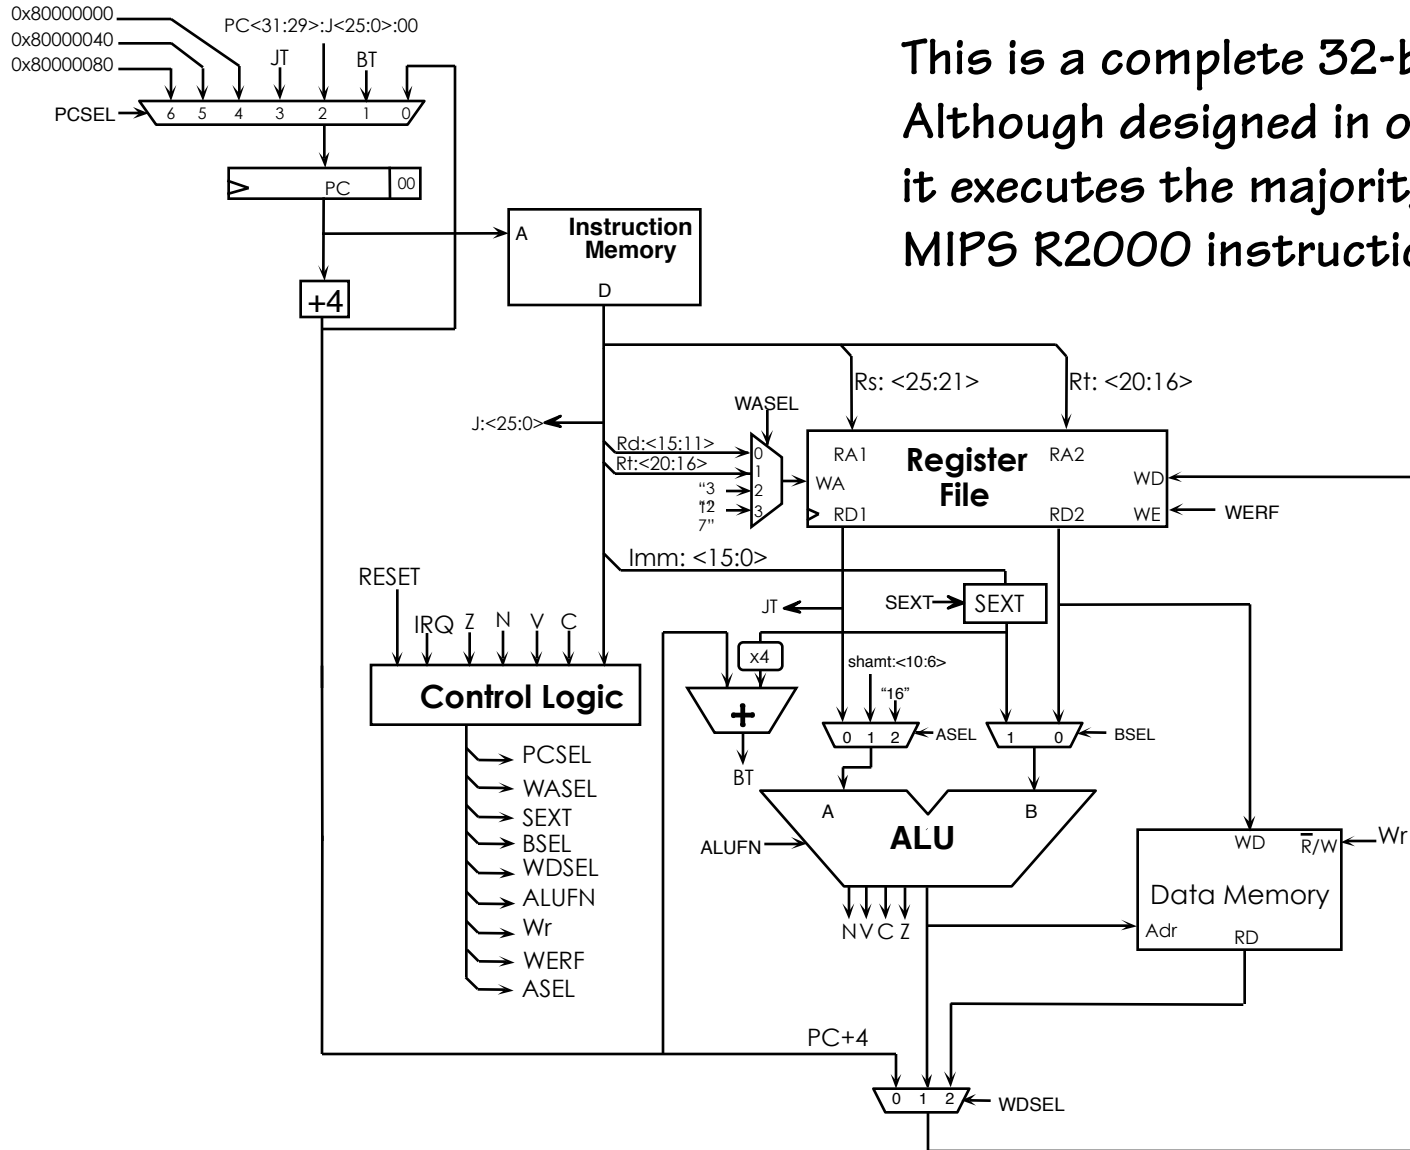 0x80000000
0x80000040
0x80000080
PC<31:29>:J<25:0>:00
JT
BT
PCSEL
6 5 4 3 2 1 0
PC 00
+4
This is a complete 32-b
Although designed in o
it executes the majorit
MIPS R2000 instructi
A
Instruction
Memory
D
Rs: <25:21>
Rt: <20:16>
WASEL
J:<25:0>
Rd:<15:11>
Rt:<20:16>
0
1
2
3
“3
7”
RA1
RA2
Register
File
WA
WD
RD1
RD2
WE
WERF
Imm: <15:0>
RESET
IRQ Z N V C
JT
SEXT
SEXT
x4
shamt:<10:6>
“16”
Control Logic
+
BT
0 1 2
ASEL
1 0
BSEL
PCSEL
WASEL
SEXT
BSEL
WDSEL
ALUFN
Wr
WERF
ASEL
A
B
ALU
ALUFN
N V C Z
WD
R/W
Wr
Data Memory
Adr
RD
PC+4
0 1 2
WDSEL